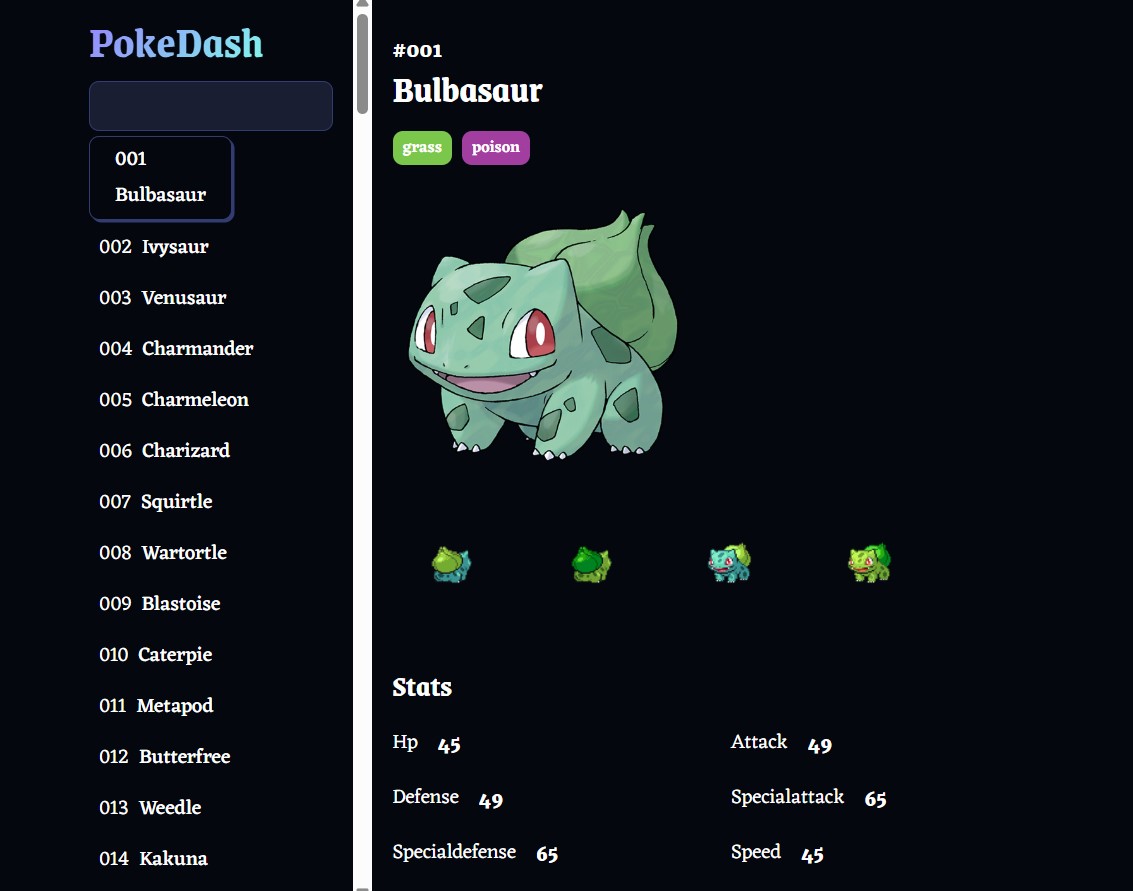 PokeDash
001
Bulbasaur
002 Ivysaur
003 Venusaur
004 Charmander
005 Charmeleon
006 Charizard
007 Squirtle
008 Wartortle
009 Blastoise
010 Caterpie
011 Metapod
012 Butterfree
013 Weedle
014 Kakuna
#001
Bulbasaur
grass poison
Stats
Hp 45 Attack 49
Defense 49 Specialattack 65
Specialdefense 65 Speed 45